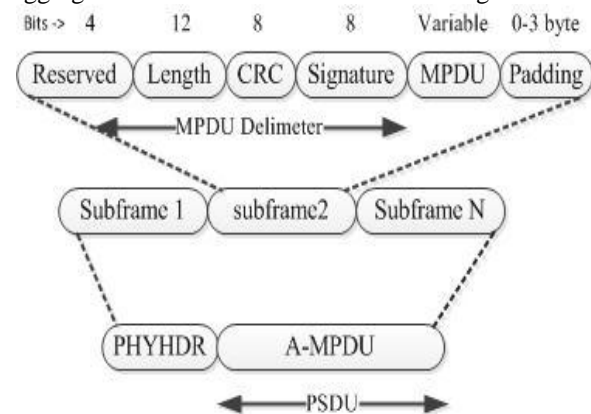 Bits -> 4 12 8 8 Variable 0-3 byte
Reserved Length CRC Signature MPDU Padding
MPDU Delimeter
Subframe 1 subframe2 Subframe N
PHYHDR A-MPDU
PSDU